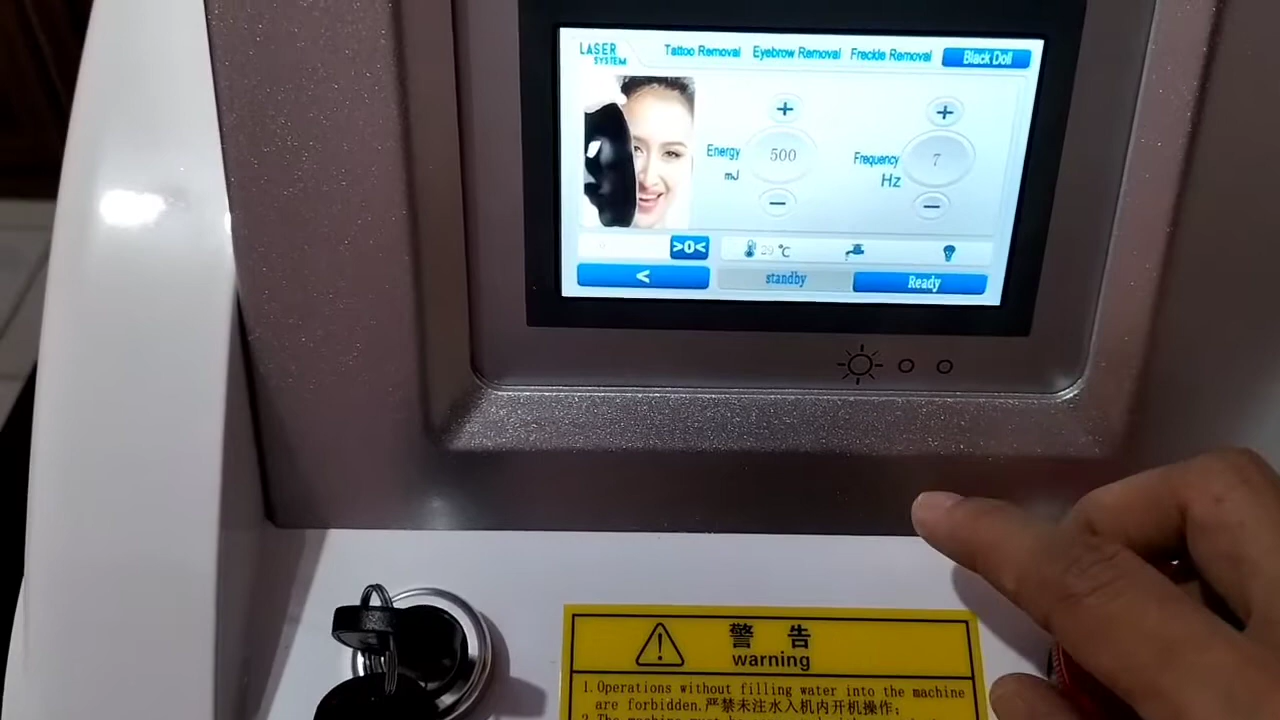 LASER
SYSTEM
Tattoo Removal
Eyebrow Removal
Freckle Removal
Black Doll
+
+
Energy
mJ
500
Frequency
Hz
7
−
−
>0<
29 ℃
<
standby
Ready
警 告
warning
1.Operations without filling water into the machine
are forbidden.严禁未注水入机内开机操作;